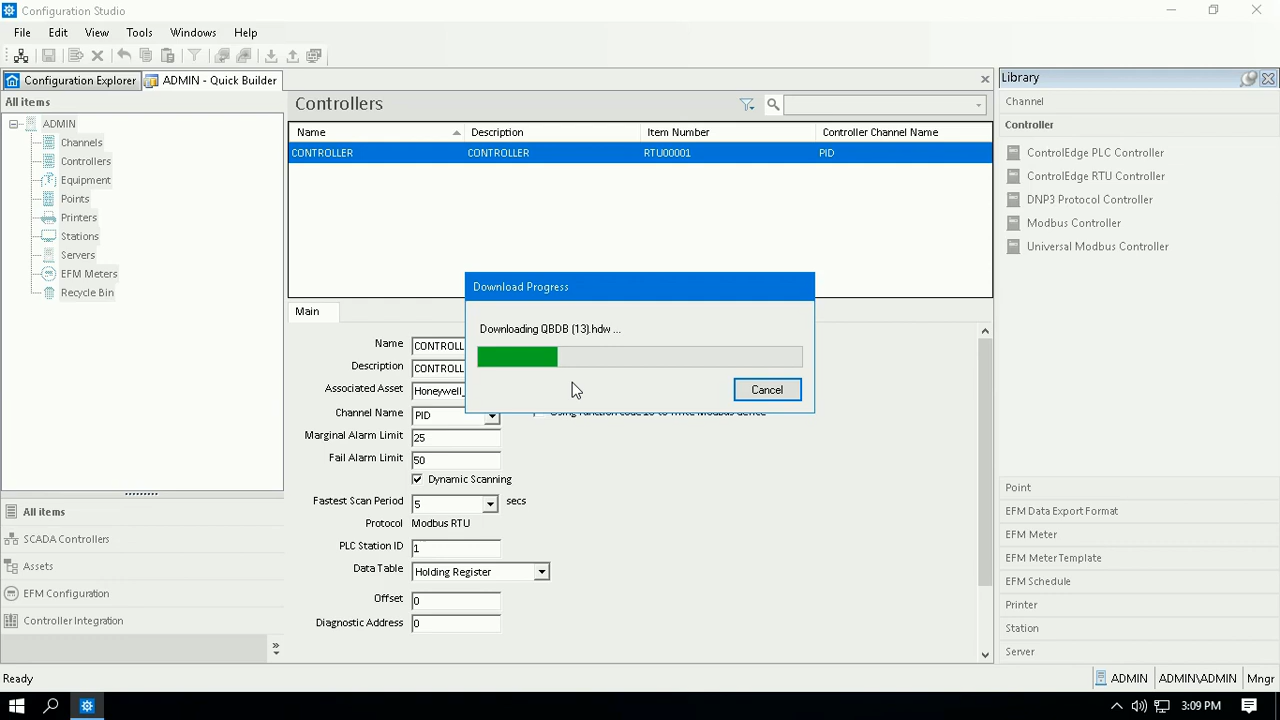 Configuration Studio
File Edit View Tools Windows Help
Configuration Explorer ADMIN - Quick Builder
All items
ADMIN
Channels
Controllers
Equipment
Points
Printers
Stations
Servers
EFM Meters
Recycle Bin
All items
SCADA Controllers
Assets
EFM Configuration
Controller Integration
»
Controllers
Name Description Item Number Controller Channel Name
CONTROLLER CONTROLLER RTU00001 PID
Download Progress
Downloading QBDB (13).hdw ...
Cancel
Main
Name CONTROLL
Description CONTROLL
Associated Asset Honeywell_
Channel Name PID
Marginal Alarm Limit 25
Fail Alarm Limit 50
Dynamic Scanning
Fastest Scan Period 5 secs
Protocol Modbus RTU
PLC Station ID 1
Data Table Holding Register
Offset 0
Diagnostic Address 0
Library
Channel
Controller
ControlEdge PLC Controller
ControlEdge RTU Controller
DNP3 Protocol Controller
Modbus Controller
Universal Modbus Controller
Point
EFM Data Export Format
EFM Meter
EFM Meter Template
EFM Schedule
Printer
Station
Server
Ready ADMIN ADMIN\ADMIN Mngr
3:09 PM